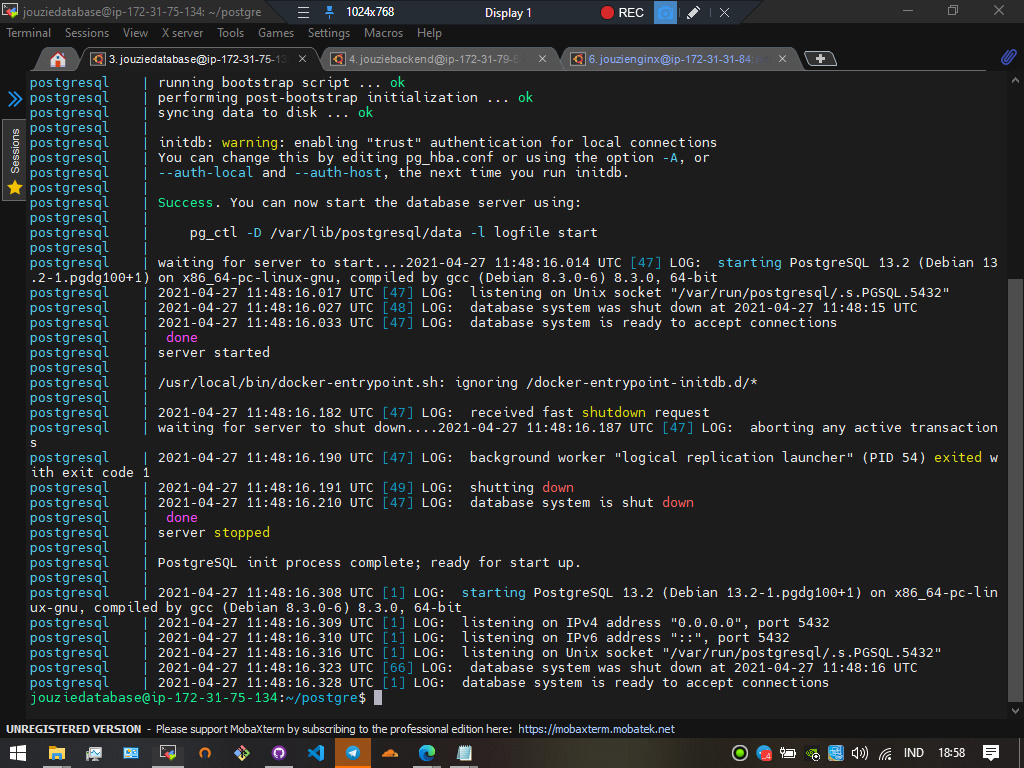 jouziedatabase@ip-172-31-75-134: ~/postgre
1024x768
Display 1
REC
Terminal Sessions View X server Tools Games Settings Macros Help
3. jouziedatabase@ip-172-31-75-13
4. jouziebackend@ip-172-31-79-8
6. jouzienginx@ip-172-31-31-84:
Sessions
postgresql | running bootstrap script ... ok
postgresql | performing post-bootstrap initialization ... ok
postgresql | syncing data to disk ... ok
postgresql |
postgresql | initdb: warning: enabling "trust" authentication for local connections
postgresql | You can change this by editing pg_hba.conf or using the option -A, or
postgresql | --auth-local and --auth-host, the next time you run initdb.
postgresql |
postgresql | Success. You can now start the database server using:
postgresql |
postgresql | pg_ctl -D /var/lib/postgresql/data -l logfile start
postgresql |
postgresql | waiting for server to start....2021-04-27 11:48:16.014 UTC [47] LOG: starting PostgreSQL 13.2 (Debian 13
.2-1.pgdg100+1) on x86_64-pc-linux-gnu, compiled by gcc (Debian 8.3.0-6) 8.3.0, 64-bit
postgresql | 2021-04-27 11:48:16.017 UTC [47] LOG: listening on Unix socket "/var/run/postgresql/.s.PGSQL.5432"
postgresql | 2021-04-27 11:48:16.027 UTC [48] LOG: database system was shut down at 2021-04-27 11:48:15 UTC
postgresql | 2021-04-27 11:48:16.033 UTC [47] LOG: database system is ready to accept connections
postgresql | done
postgresql | server started
postgresql |
postgresql | /usr/local/bin/docker-entrypoint.sh: ignoring /docker-entrypoint-initdb.d/*
postgresql |
postgresql | 2021-04-27 11:48:16.182 UTC [47] LOG: received fast shutdown request
postgresql | waiting for server to shut down....2021-04-27 11:48:16.187 UTC [47] LOG: aborting any active transaction
s
postgresql | 2021-04-27 11:48:16.190 UTC [47] LOG: background worker "logical replication launcher" (PID 54) exited w
ith exit code 1
postgresql | 2021-04-27 11:48:16.191 UTC [49] LOG: shutting down
postgresql | 2021-04-27 11:48:16.210 UTC [47] LOG: database system is shut down
postgresql | done
postgresql | server stopped
postgresql |
postgresql | PostgreSQL init process complete; ready for start up.
postgresql |
postgresql | 2021-04-27 11:48:16.308 UTC [1] LOG: starting PostgreSQL 13.2 (Debian 13.2-1.pgdg100+1) on x86_64-pc-lin
ux-gnu, compiled by gcc (Debian 8.3.0-6) 8.3.0, 64-bit
postgresql | 2021-04-27 11:48:16.309 UTC [1] LOG: listening on IPv4 address "0.0.0.0", port 5432
postgresql | 2021-04-27 11:48:16.310 UTC [1] LOG: listening on IPv6 address "::", port 5432
postgresql | 2021-04-27 11:48:16.316 UTC [1] LOG: listening on Unix socket "/var/run/postgresql/.s.PGSQL.5432"
postgresql | 2021-04-27 11:48:16.323 UTC [66] LOG: database system was shut down at 2021-04-27 11:48:16 UTC
postgresql | 2021-04-27 11:48:16.328 UTC [1] LOG: database system is ready to accept connections
jouziedatabase@ip-172-31-75-134:~/postgre$
UNREGISTERED VERSION - Please support MobaXterm by subscribing to the professional edition here: https://mobaxterm.mobatek.net
IND 18:58